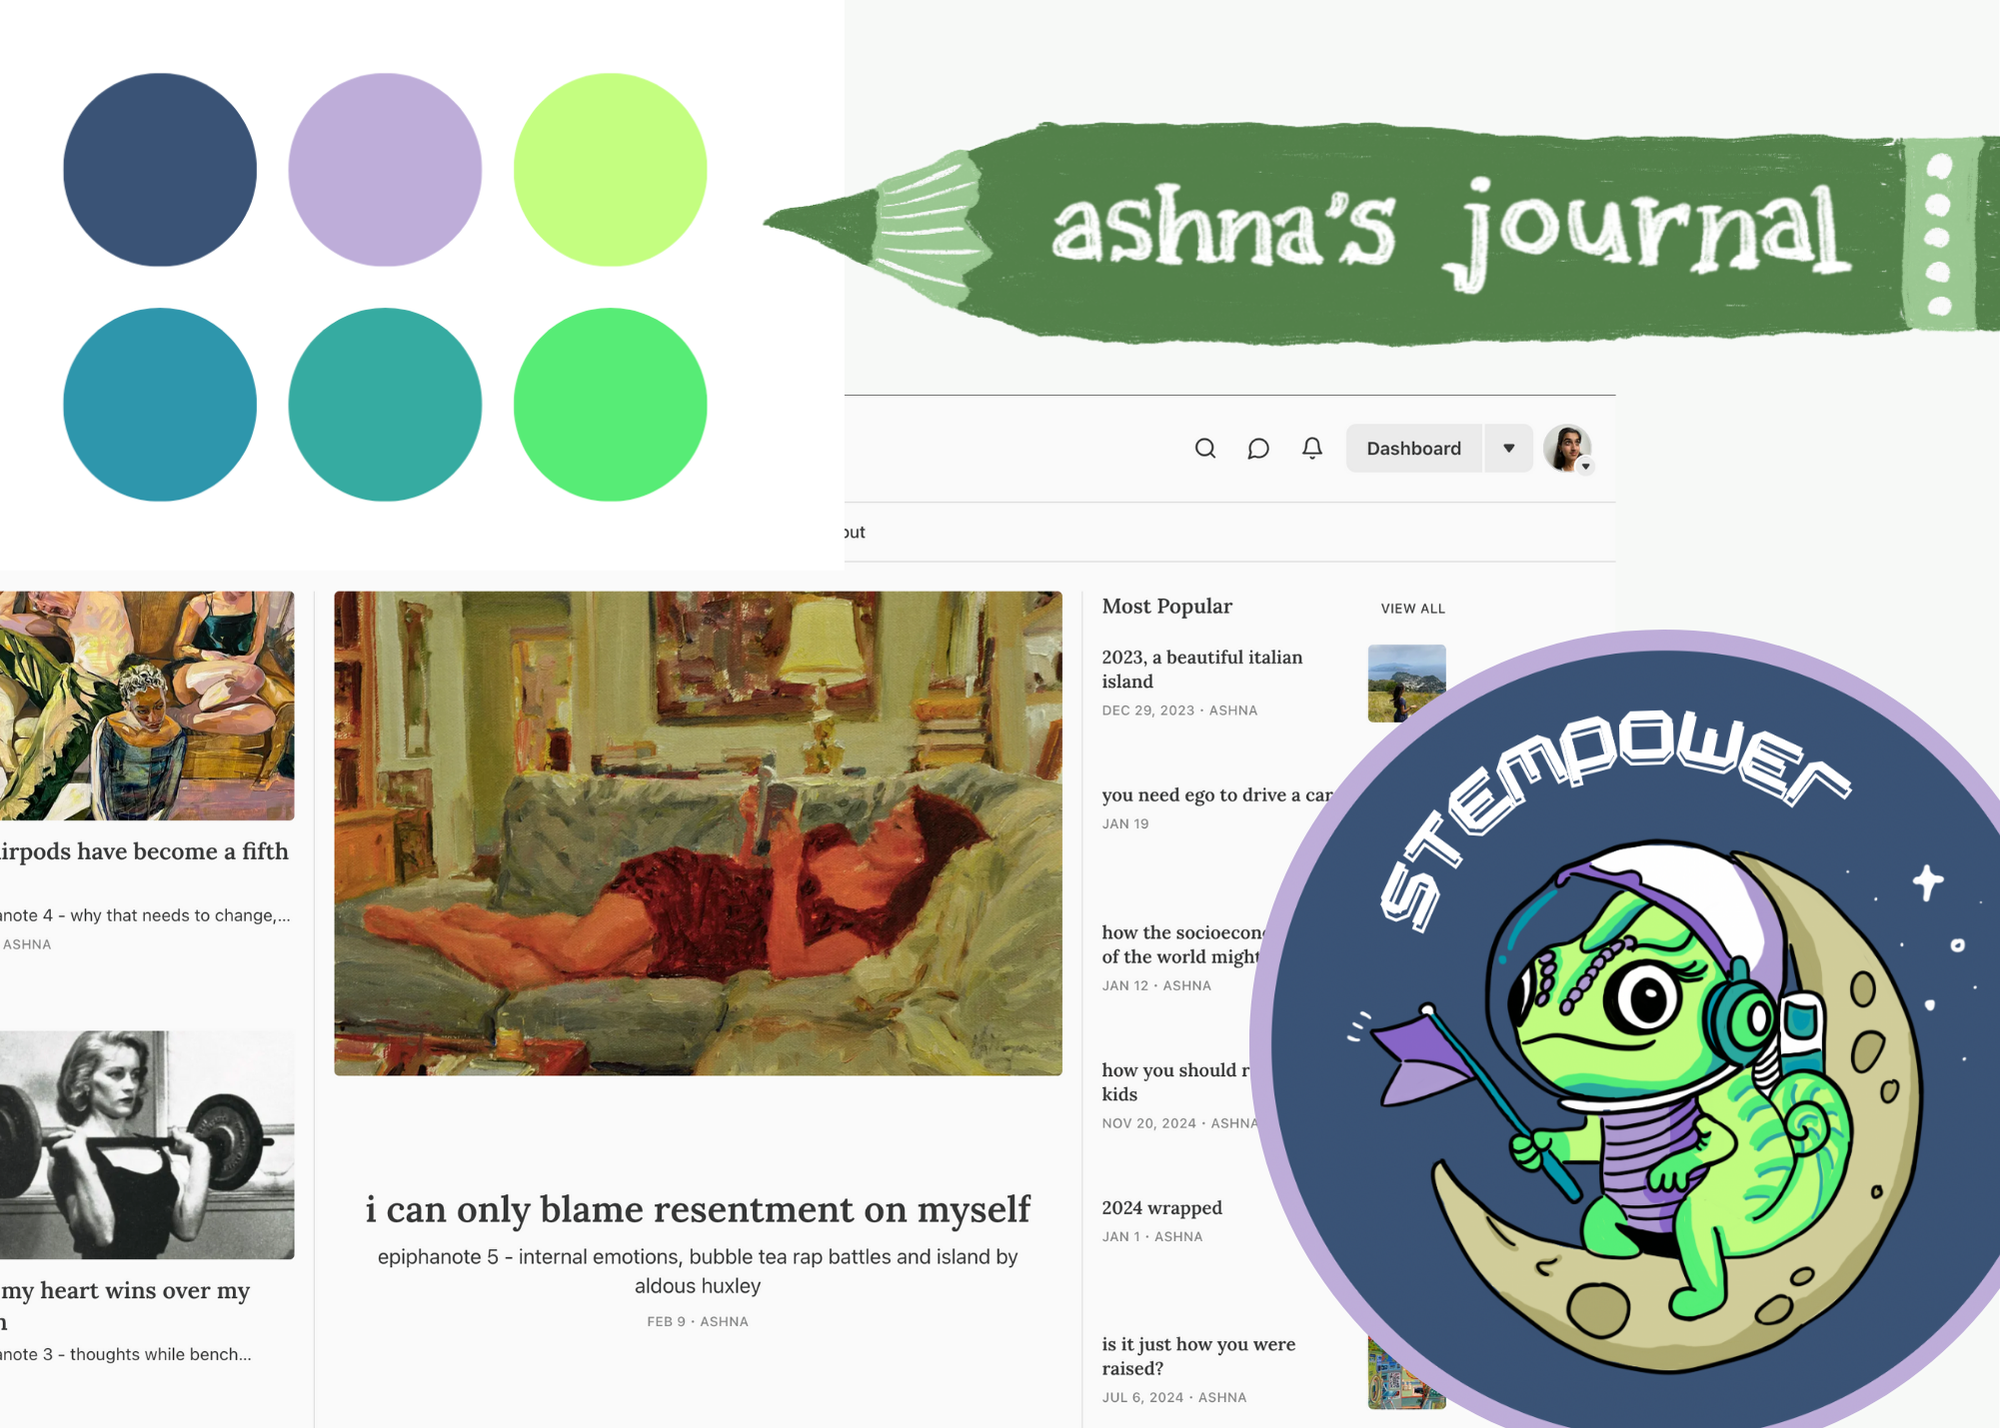 ashna's journal
Dashboard
out
irpods have become a fifth
anote 4 - why that needs to change,...
ASHNA
my heart wins over my
n
anote 3 - thoughts while bench...
i can only blame resentment on myself
epiphanote 5 - internal emotions, bubble tea rap battles and island by
aldous huxley
FEB 9 · ASHNA
Most Popular
VIEW ALL
2023, a beautiful italian
island
DEC 29, 2023 · ASHNA
you need ego to drive a car
JAN 19
how the socioecon
of the world might
JAN 12 · ASHNA
how you should r
kids
NOV 20, 2024 · ASHNA
2024 wrapped
JAN 1 · ASHNA
is it just how you were
raised?
JUL 6, 2024 · ASHNA
STEMPOWER